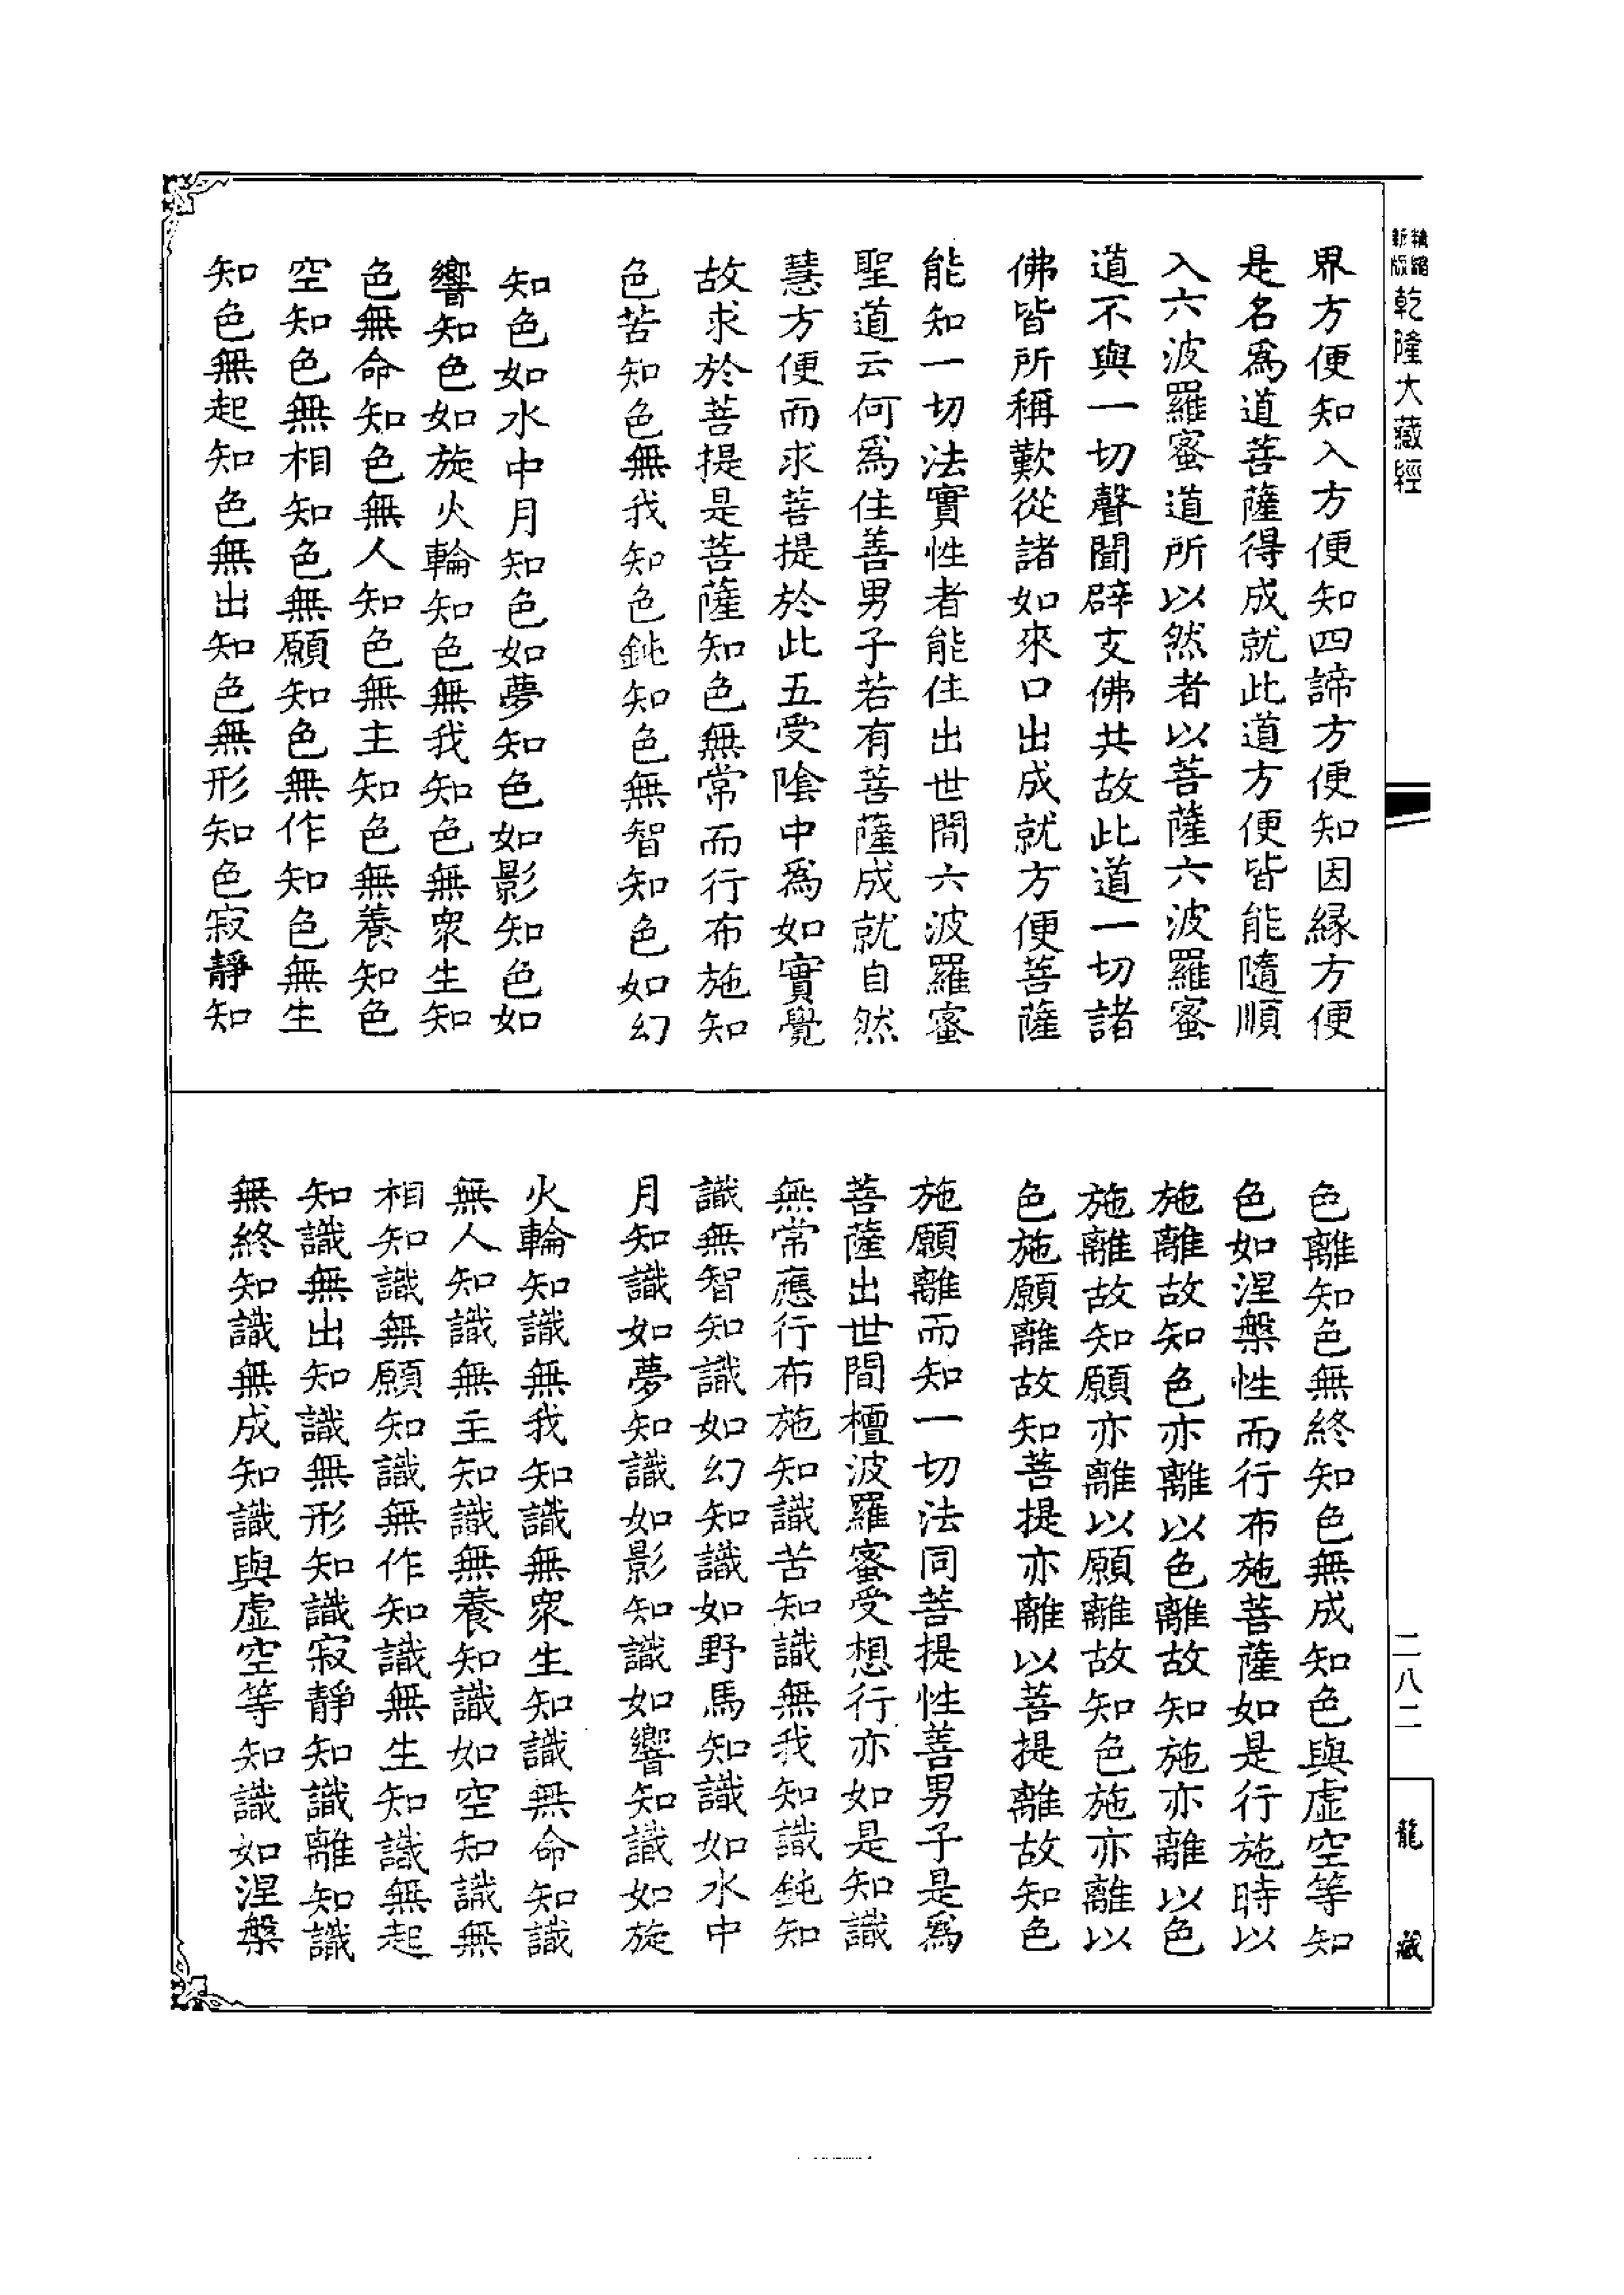 新版精縮
乾隆大藏經
界方便知入方便知四諦方便知因緣方便
是名爲道菩薩得成就此道方便皆能隨順
入六波羅蜜道所以然者以菩薩六波羅蜜
道不與一切聲聞辟支佛共故此道一切諸
佛皆所稱歎從諸如來口出成就方便菩薩
能知一切法實性者能住出世間六波羅蜜
聖道云何爲住善男子若有菩薩成就自然
慧方便而求菩提於此五受陰中爲如實覺
故求於菩提是菩薩知色無常而行布施知
色苦知色無我知色鈍知色無智知色如幻
知色如水中月知色如夢知色如影知色如
響知色如旋火輪知色無我知色無衆生知
色無命知色無人知色無主知色無養知色
空知色無相知色無願知色無作知色無生
知色無起知色無出知色無形知色寂靜知
色離知色無終知色無成知色與虛空等知
色如涅槃性而行布施菩薩如是行施時以
施離故知色亦離以色離故知施亦離以色
施離故知願亦離以願離故知色施亦離以
色施願離故知菩提亦離以菩提離故知色
施願離而知一切法同菩提性善男子是爲
菩薩出世間檀波羅蜜受想行亦如是知識
無常應行布施知識苦知識無我知識鈍知
識無智知識如幻知識如野馬知識如水中
月知識如夢知識如影知識如響知識如旋
火輪知識無我知識無衆生知識無命知識
無人知識無主知識無養知識如空知識無
相知識無願知識無作知識無生知識無起
知識無出知識無形知識寂靜知識離知識
無終知識無成知識與虛空等知識如涅槃
二八二
龍藏